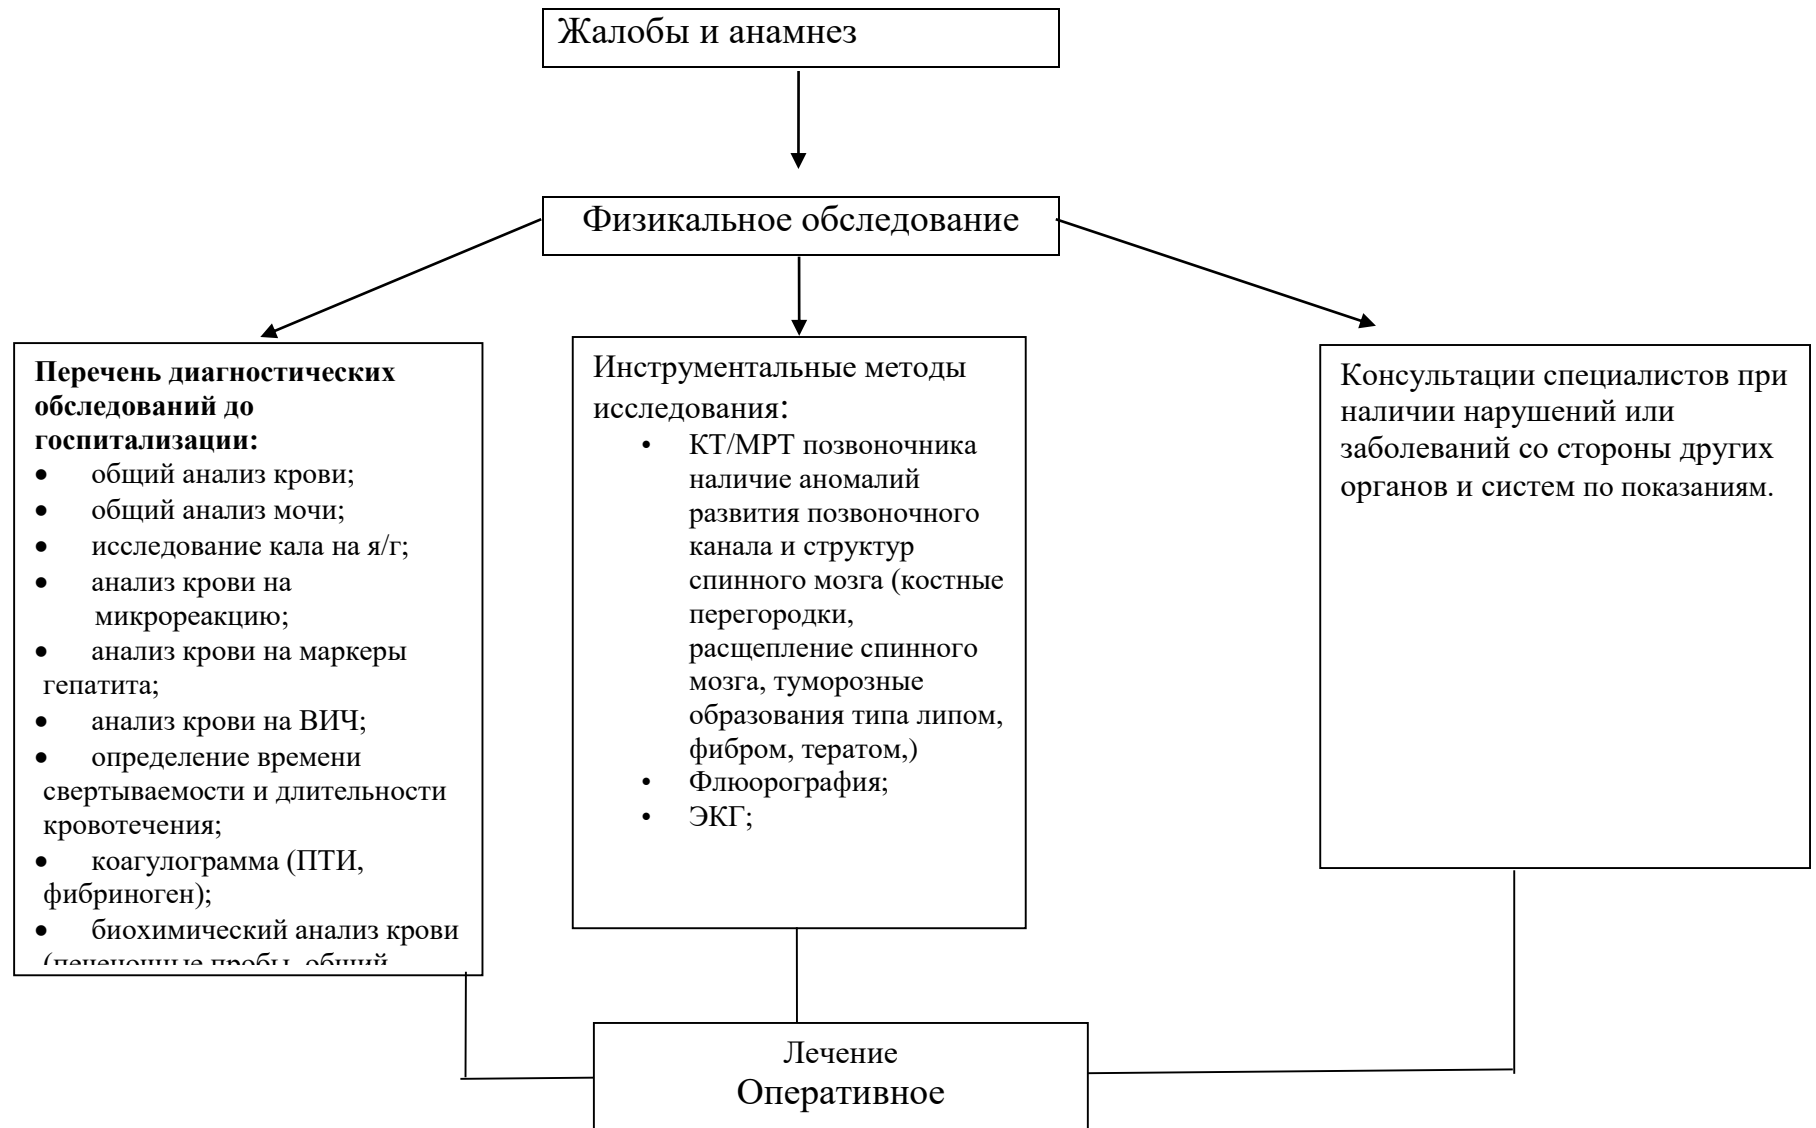 Жалобы и анамнез
Физикальное обследование
Перечень диагностических
обследований до
госпитализации:
• общий анализ крови;
• общий анализ мочи;
• исследование кала на я/г;
• анализ крови на
микрореакцию;
• анализ крови на маркеры
гепатита;
• анализ крови на ВИЧ;
• определение времени
свертываемости и длительности
кровотечения;
• коагулограмма (ПТИ,
фибриноген);
• биохимический анализ крови
(печеночные пробы, общий
Инструментальные методы
исследования:
• КТ/МРТ позвоночника
наличие аномалий
развития позвоночного
канала и структур
спинного мозга (костные
перегородки,
расщепление спинного
мозга, туморозные
образования типа липом,
фибром, тератом,)
• Флюорография;
• ЭКГ;
Консультации специалистов при
наличии нарушений или
заболеваний со стороны других
органов и систем по показаниям.
Лечение
Оперативное